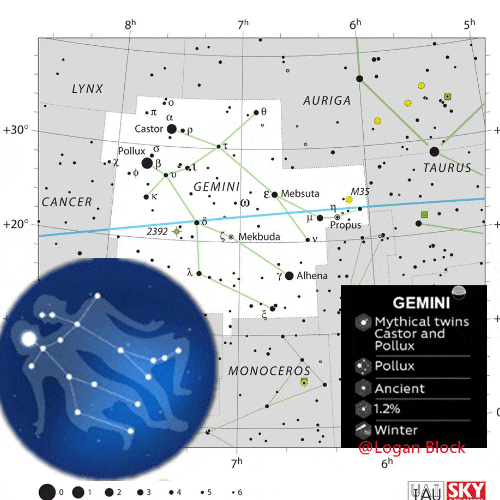 8h 7h 6h 5h
LYNX
AURIGA
ο
π
α
θ
Castor ρ
+30°
τ
Pollux σ
χ β ι
φ υ
TAURUS
GEMINI
κ
ε Mebsuta
M35
CANCER
ω
η
δ
μ Propus
+20°
2392
ζ Mekbuda
ν
λ
γ Alhena
ξ
GEMINI
Mythical twins
Castor and
Pollux
Pollux
Ancient
1.2%
Winter
MONOCEROS
@Logan Block
7h 6h
0 1 2 3 4 5 6
IAU SKY